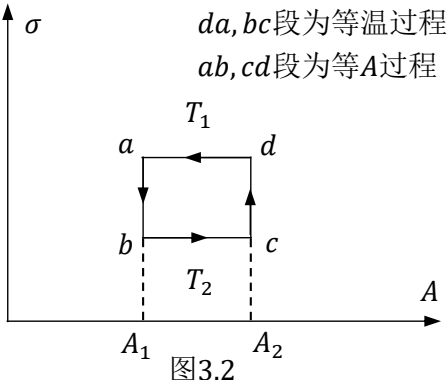 σ
da, bc段为等温过程
ab, cd段为等A过程
T₁
a
d
b
c
T₂
A
A₁
A₂
图3.2